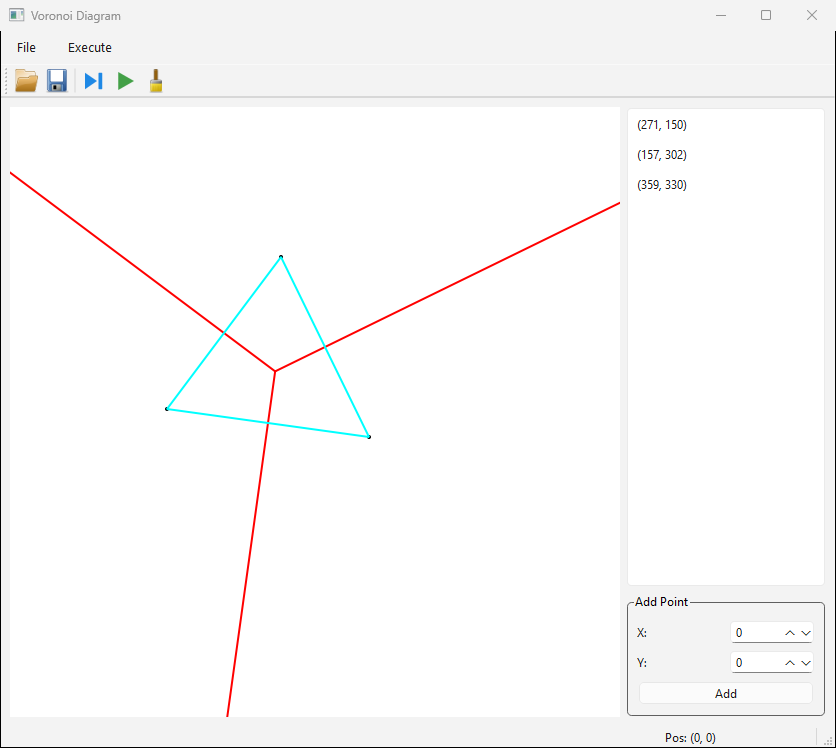 Voronoi Diagram
File Execute
(271, 150)
(157, 302)
(359, 330)
Add Point
X: 0
Y: 0
Add
Pos: (0, 0)